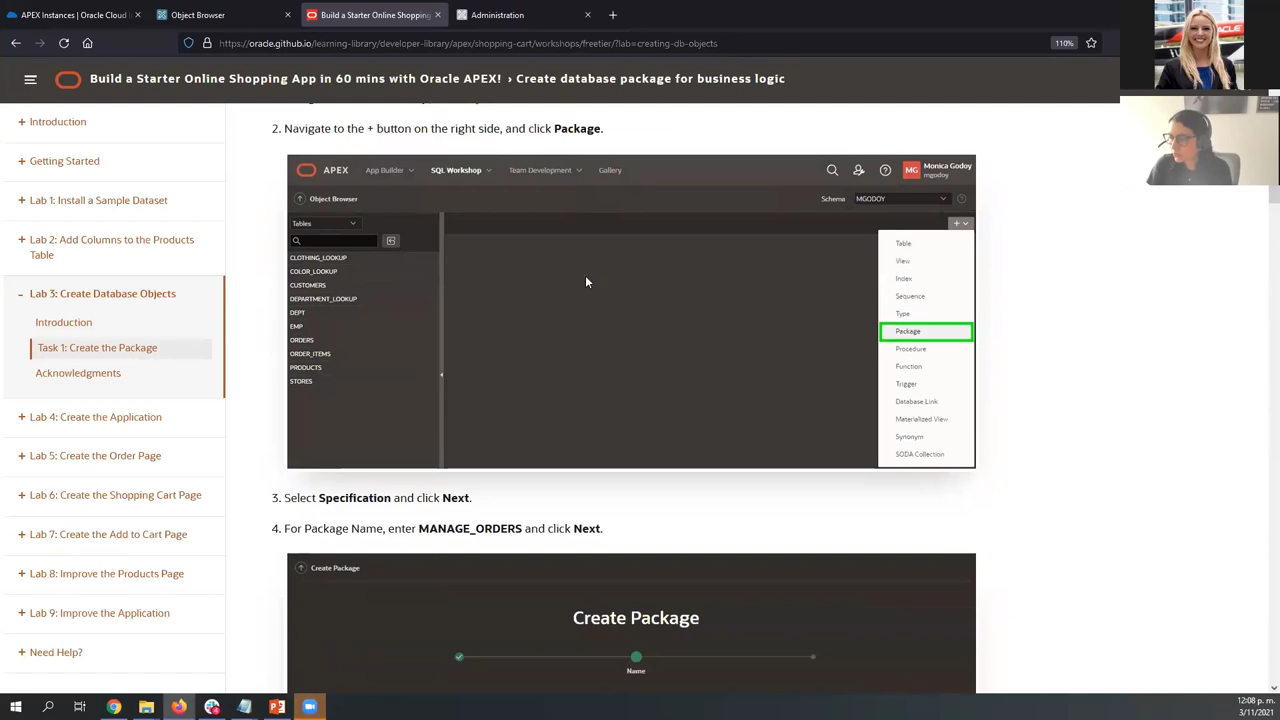 APEX Instances | Oracle Cloud I
Object Browser
Build a Starter Online Shopping
Administration
https://oracle.github.io/learning-library/developer-library/apex/shopping-cart/workshops/freetier/?lab=creating-db-objects
110%
Build a Starter Online Shopping App in 60 mins with Oracle APEX! › Create database package for business logic
+ Introduction
+ Getting Started
+ Lab 1: Install a Sample Dataset
+ Lab 2: Add Columns to the Products
Table
- Lab 3: Create Database Objects
Introduction
Task 1: Create the Package
Acknowledgments
+ Lab 4: Create the Application
+ Lab 5: Create the Order Page
+ Lab 6: Create the Shopping Cart Page
+ Lab 7: Create the Add to Cart Page
+ Lab 8: Improve the Products Page
+ Lab 9: Improve the Application
+ Need Help?
2. Navigate to the + button on the right side, and click Package.
APEX App Builder SQL Workshop Team Development Gallery
MG Monica Godoy
mgodoy
Object Browser
Schema MGODOY
Tables
CLOTHING_LOOKUP
COLOR_LOOKUP
CUSTOMERS
DEPARTMENT_LOOKUP
DEPT
EMP
ORDERS
ORDER_ITEMS
PRODUCTS
STORES
Table
View
Index
Sequence
Type
Package
Procedure
Function
Trigger
Database Link
Materialized View
Synonym
SODA Collection
3. Select Specification and click Next.
4. For Package Name, enter MANAGE_ORDERS and click Next.
Create Package
Create Package
Name
12:08 p. m.
3/11/2021